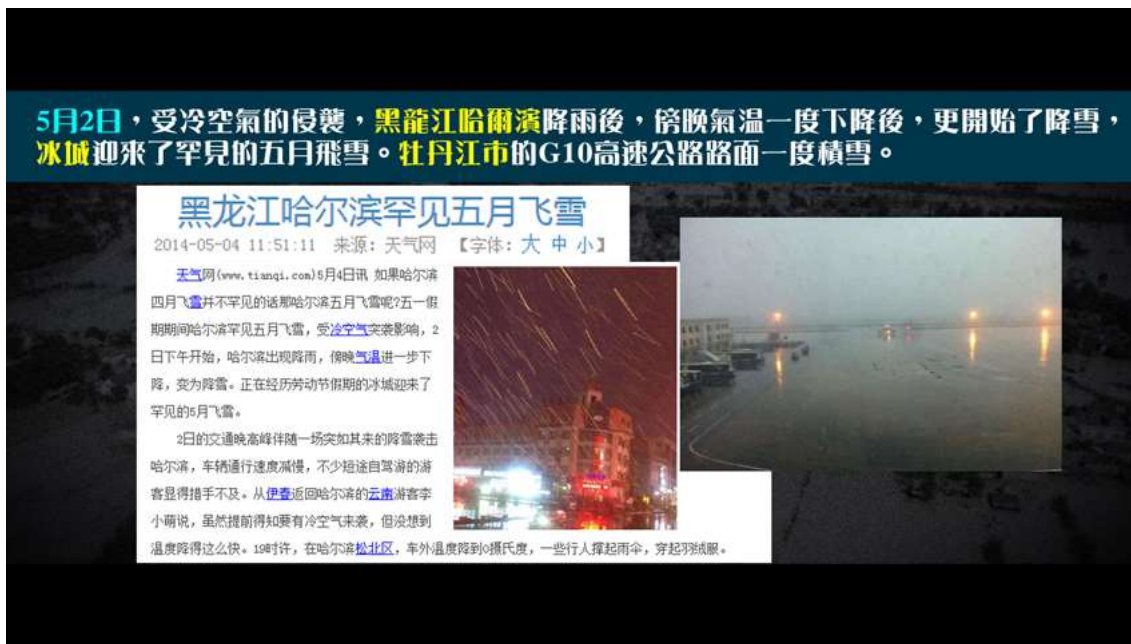 5月2日，受冷空氣的侵襲，黑龍江哈爾濱降雨後，傍晚氣溫一度下降後，更開始了降雪，
冰城迎來了罕見的五月飛雪。牡丹江市的G10高速公路路面一度積雪。
黑龙江哈尔滨罕见五月飞雪
2014-05-04 11:51:11 来源：天气网 【字体：大 中 小】
天气网(www.tianqi.com)5月4日讯 如果哈尔滨
四月飞雪并不罕见的话那哈尔滨五月飞雪呢?五一假
期期间哈尔滨罕见五月飞雪，受冷空气突袭影响，2
日下午开始，哈尔滨出现降雨，傍晚气温进一步下
降，变为降雪。正在经历劳动节假期的冰城迎来了
罕见的5月飞雪。
2日的交通晚高峰伴随一场突如其来的降雪袭击
哈尔滨，车辆通行速度减慢，不少短途自驾游的游
客显得措手不及。从伊春返回哈尔滨的云南游客李
小萌说，虽然提前得知要有冷空气来袭，但没想到
温度降得这么快。19时许，在哈尔滨松北区，车外温度降到0摄氏度，一些行人撑起雨伞，穿起羽绒服。